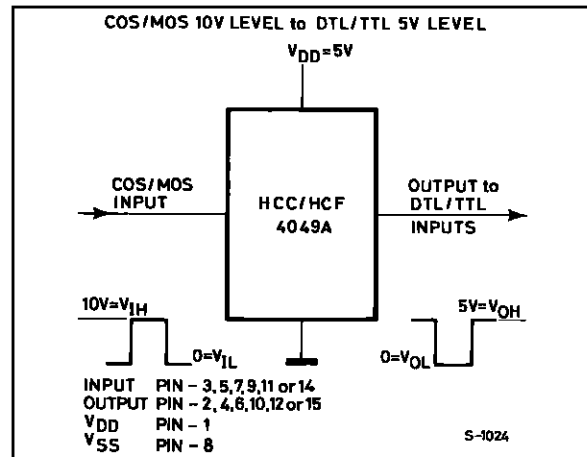 COS/MOS 10V LEVEL to DTL/TTL 5V LEVEL
VDD=5V
COS/MOS
INPUT
HCC/HCF
4049A
OUTPUT to
DTL/TTL
INPUTS
10V=VIH
0=VIL
5V=VOH
0=VOL
INPUT PIN – 3, 5, 7, 9, 11 or 14
OUTPUT PIN – 2, 4, 6, 10, 12 or 15
VDD PIN – 1
VSS PIN – 8
S-1024